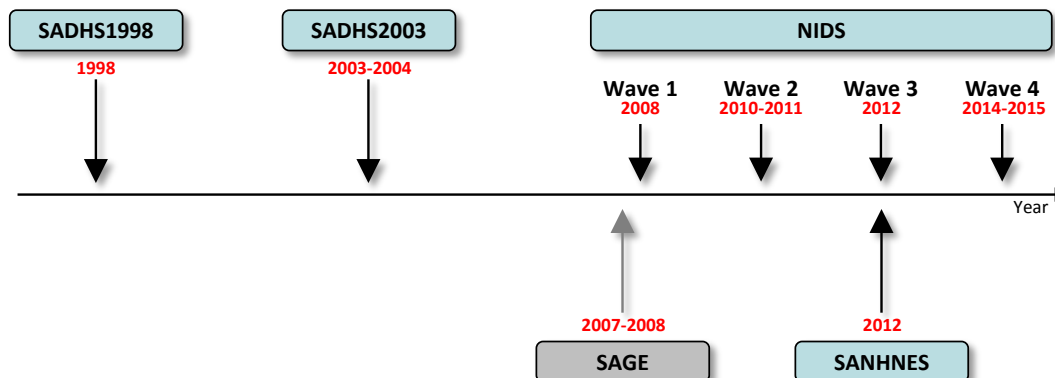 SADHS1998
SADHS2003
NIDS
1998
2003-2004
Wave 1
Wave 2
Wave 3
Wave 4
2008
2010-2011
2012
2014-2015
Year
2007-2008
2012
SAGE
SANHNES